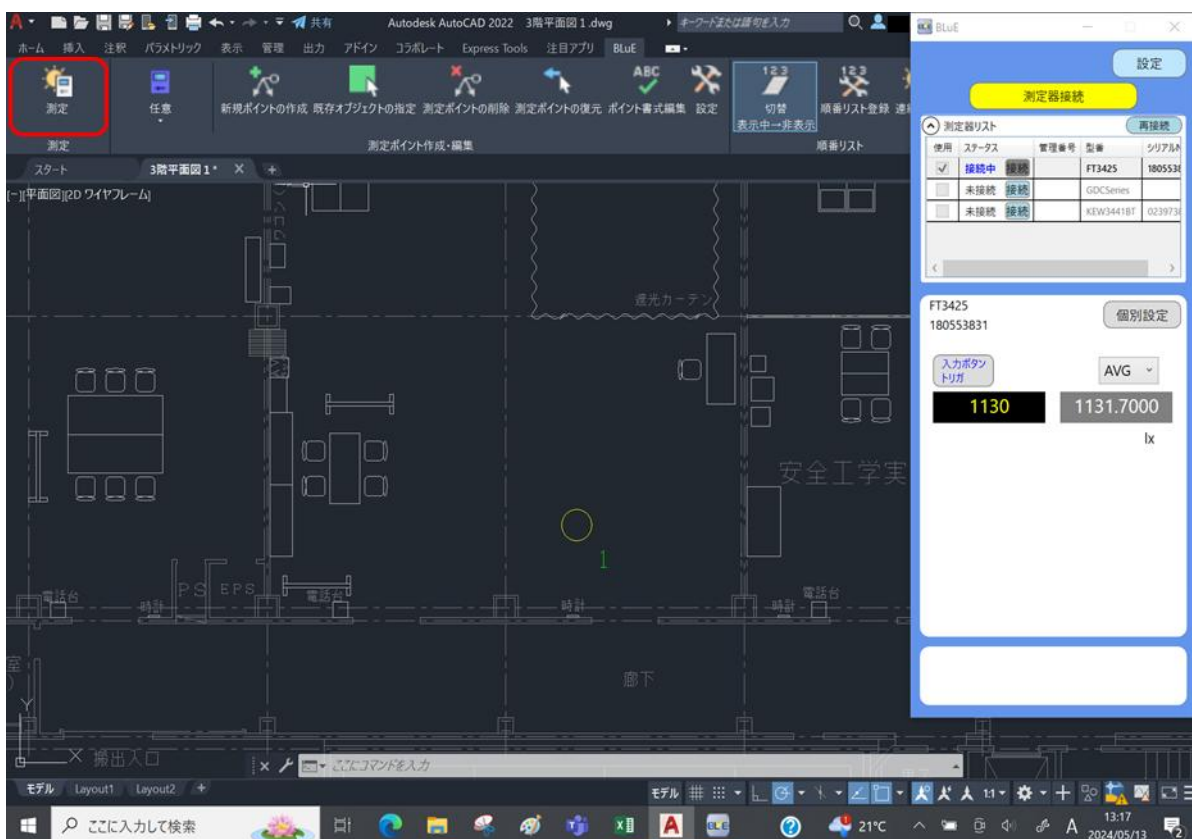 共有 Autodesk AutoCAD 2022 3階平面図1.dwg キーワードまたは語句を入力
ホーム 挿入 注釈 パラメトリック 表示 管理 出力 アドイン コラボレート Express Tools 注目アプリ BLuE
測定 任意 新規ポイントの作成 既存オブジェクトの指定 測定ポイントの削除 測定ポイントの復元 ポイント書式編集 設定 切替 順番リスト登録
ABC 123 123
表示中→非表示
測定 測定ポイント作成・編集 順番リスト
スタート 3階平面図1* X +
[-][平面図][2D ワイヤフレーム]
遮光カーテン
安全工学実
1
PS EPS
電話台 時計 電話台 時計 時計 電話台
廊下
Y
X 搬出入口
ここにコマンドを入力
モデル Layout1 Layout2 +
モデル 1:1
ここに入力して検索 21°C A 13:17
2024/05/13
BLuE
設定
測定器接続
測定器リスト 再接続
使用 ステータス 管理番号 型番 シリアルN
接続中 接続 FT3425 180553
未接続 接続 GDCSeries
未接続 接続 KEW3441BT 023973
FT3425 個別設定
180553831
入力ボタン
トリガ
AVG
1130 1131.7000
lx